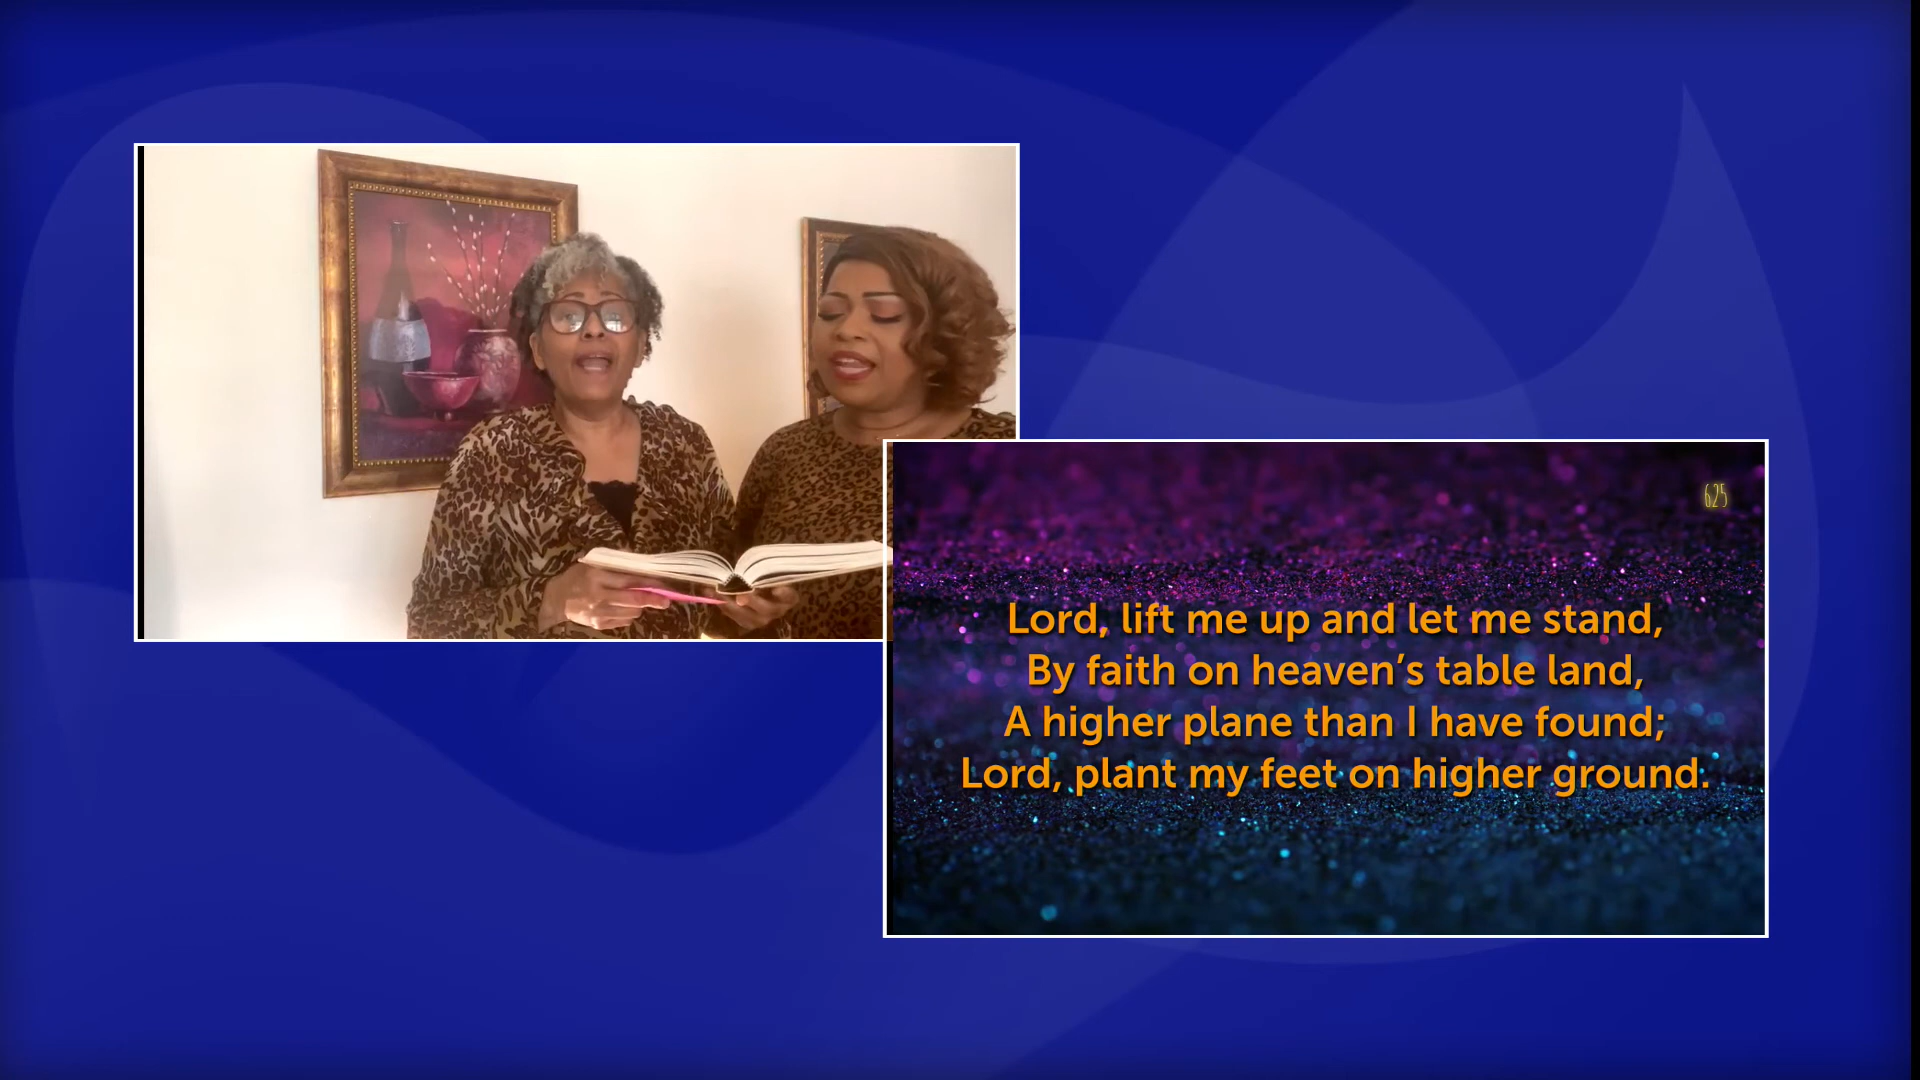 625
Lord, lift me up and let me stand,
By faith on heaven’s table land,
A higher plane than I have found;
Lord, plant my feet on higher ground.